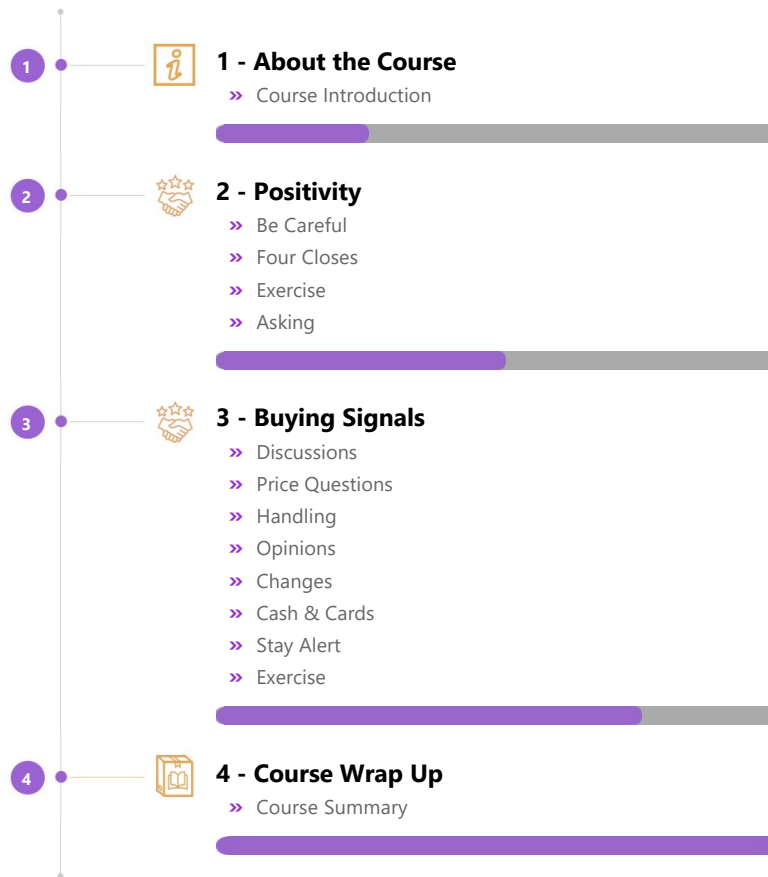 1
1 - About the Course
» Course Introduction
2
2 - Positivity
» Be Careful
» Four Closes
» Exercise
» Asking
3
3 - Buying Signals
» Discussions
» Price Questions
» Handling
» Opinions
» Changes
» Cash & Cards
» Stay Alert
» Exercise
4
4 - Course Wrap Up
» Course Summary